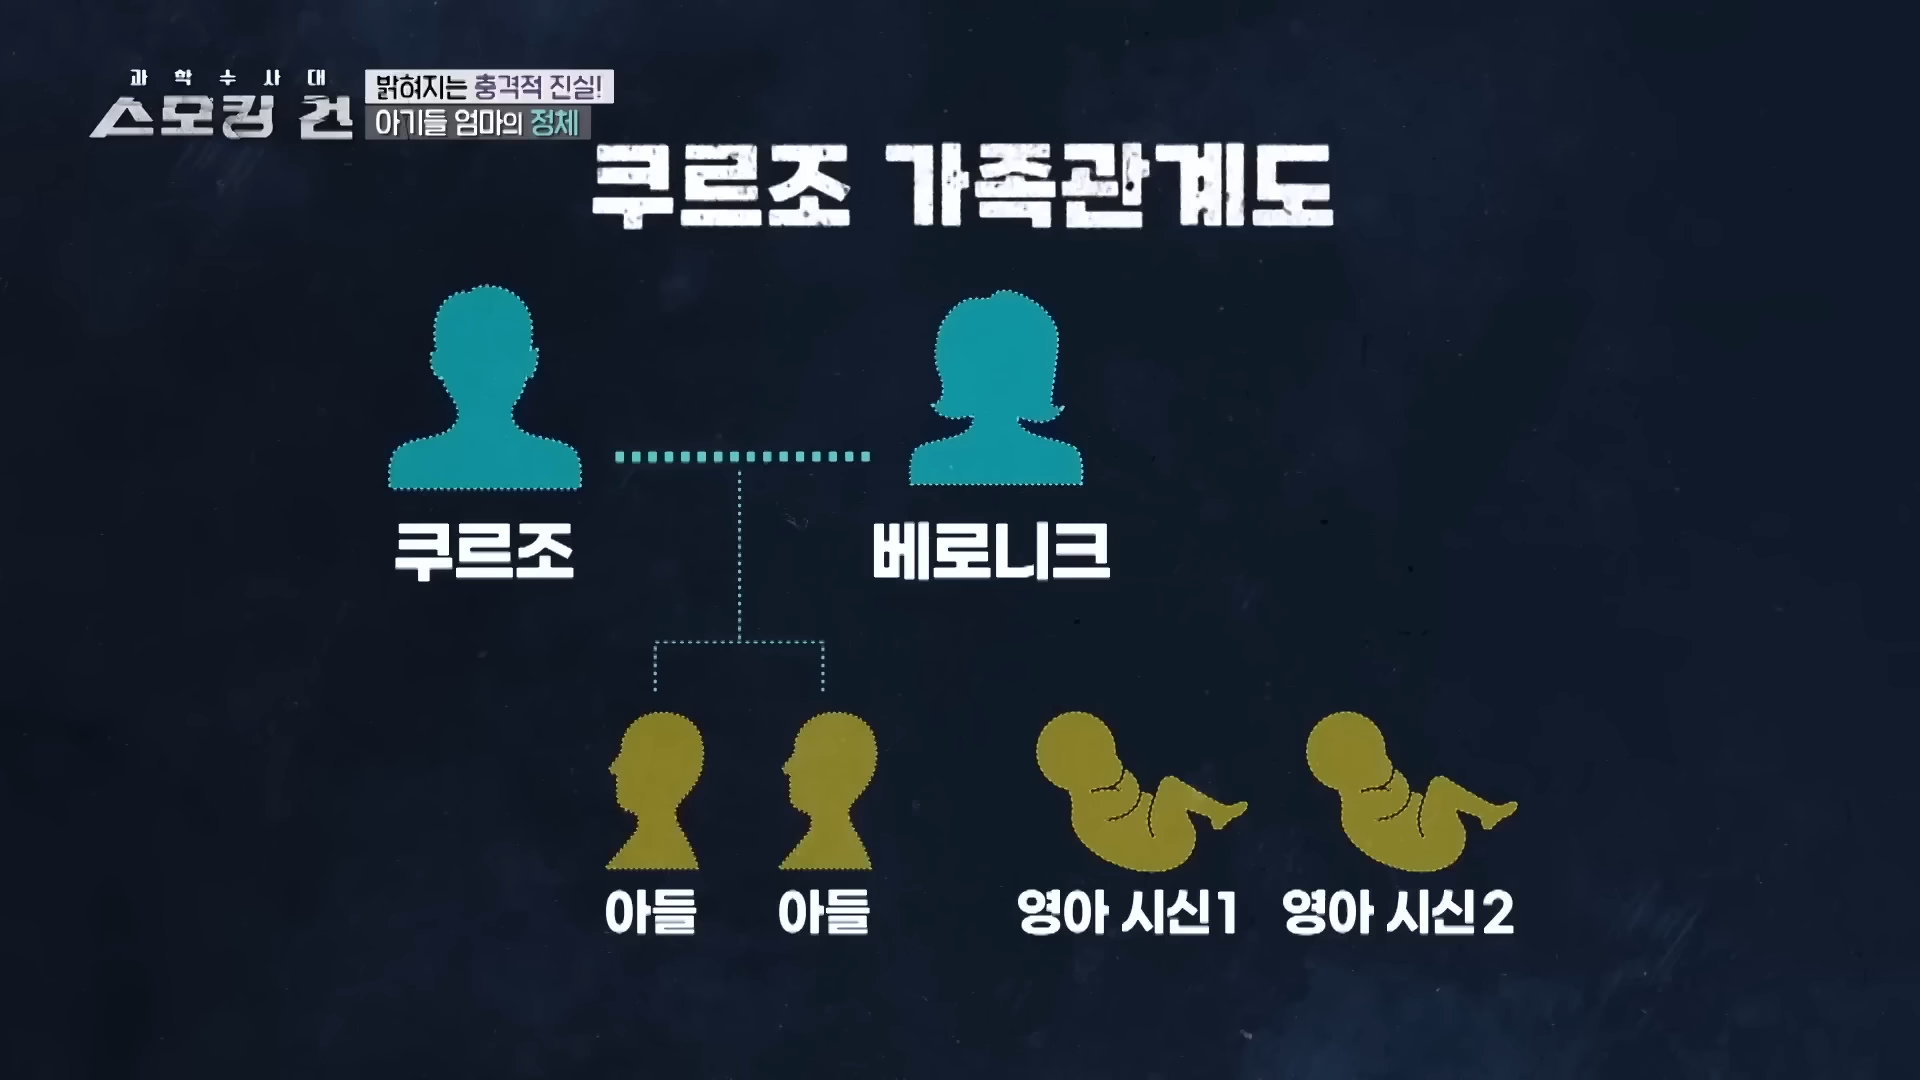 과학수사대
스모킹 건
밝혀지는 충격적 진실!
아기들 엄마의 정체
쿠르조 가족관계도
쿠르조
베로니크
아들
아들
영아 시신1
영아 시신2